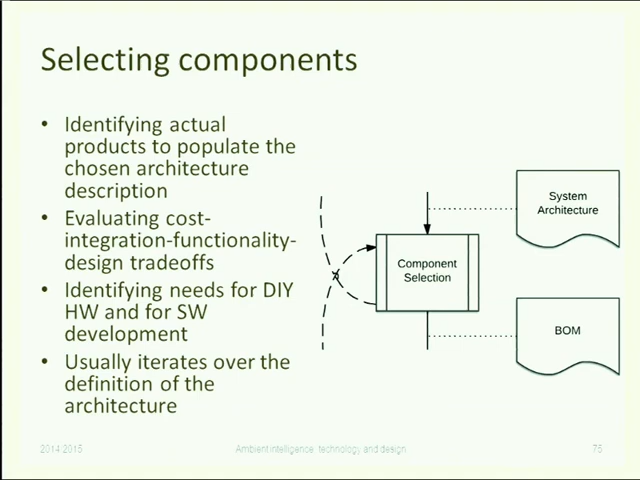 Selecting components
• Identifying actual
products to populate the
chosen architecture
description
• Evaluating cost-
integration-functionality-
design tradeoffs
• Identifying needs for DIY
HW and for SW
development
• Usually iterates over the
definition of the
architecture
System
Architecture
Component
Selection
BOM
2014/2015
Ambient intelligence: technology and design
76